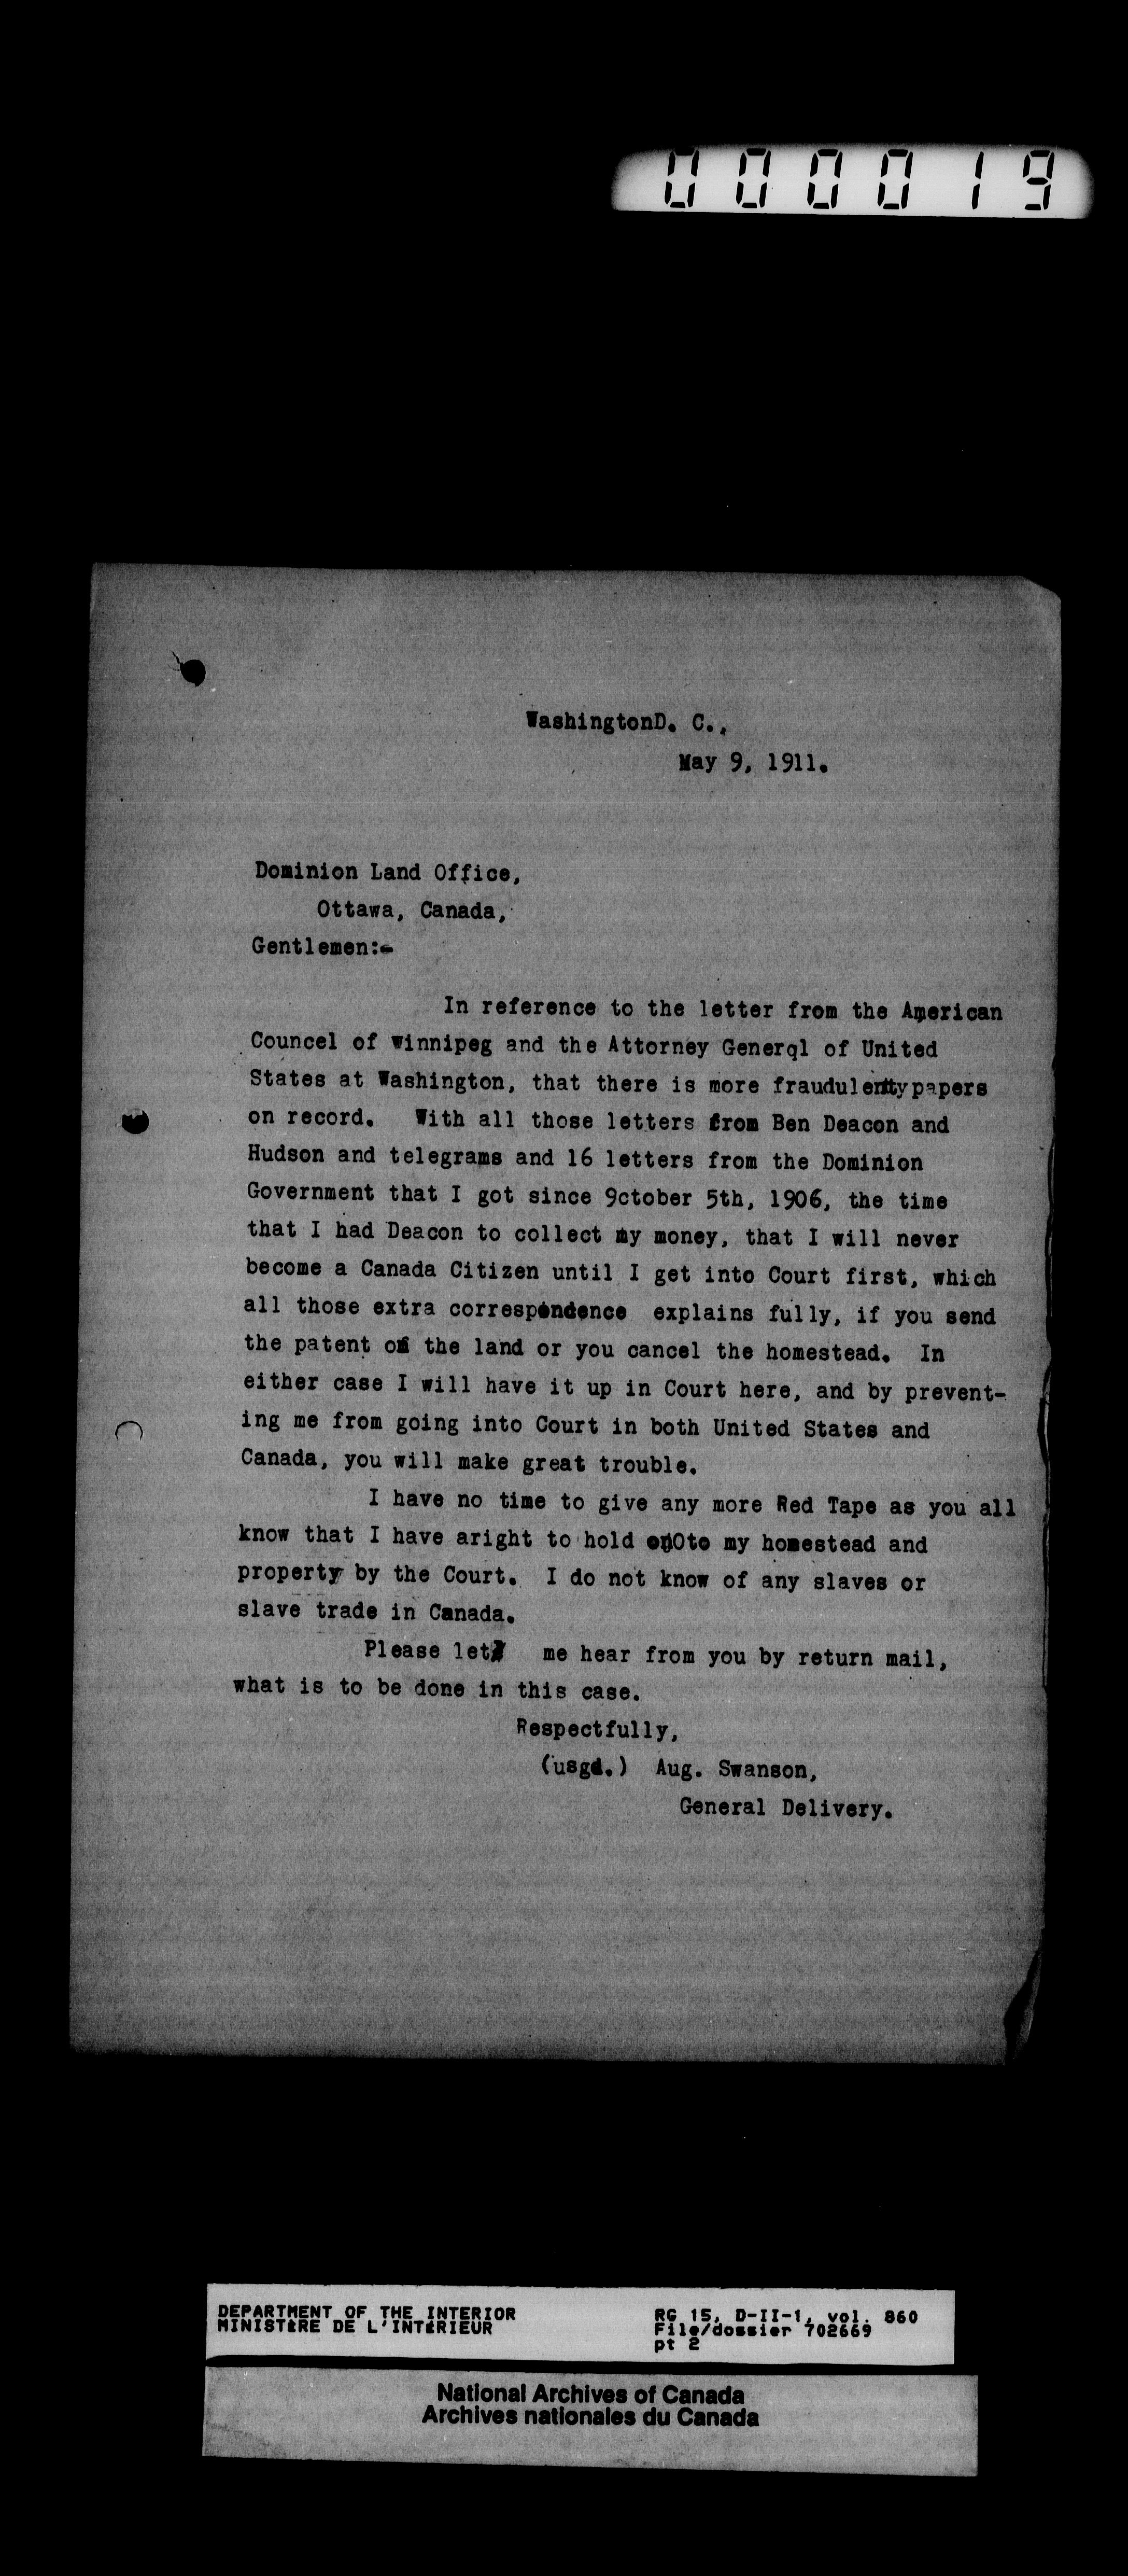 000019
WashingtonD. C.,
May 9, 1911.
Dominion Land Office,
Ottawa, Canada,
Gentlemen:-
In reference to the letter from the American
Councel of Winnipeg and the Attorney Generql of United
States at Washington, that there is more fraudulent papers
on record. With all those letters from Ben Deacon and
Hudson and telegrams and 16 letters from the Dominion
Government that I got since 9ctober 5th, 1906, the time
that I had Deacon to collect my money, that I will never
become a Canada Citizen until I get into Court first, which
all those extra correspondence explains fully, if you send
the patent of the land or you cancel the homestead. In
either case I will have it up in Court here, and by prevent-
ing me from going into Court in both United States and
Canada, you will make great trouble.
I have no time to give any more Red Tape as you all
know that I have aright to hold my homestead and
property by the Court. I do not know of any slaves or
slave trade in Canada.
Please let me hear from you by return mail,
what is to be done in this case.
Respectfully,
(usgd.) Aug. Swanson,
General Delivery.
DEPARTMENT OF THE INTERIOR
MINISTÈRE DE L'INTÉRIEUR
RG 15, D-II-1, vol. 860
File/dossier 702669
pt 2
National Archives of Canada
Archives nationales du Canada